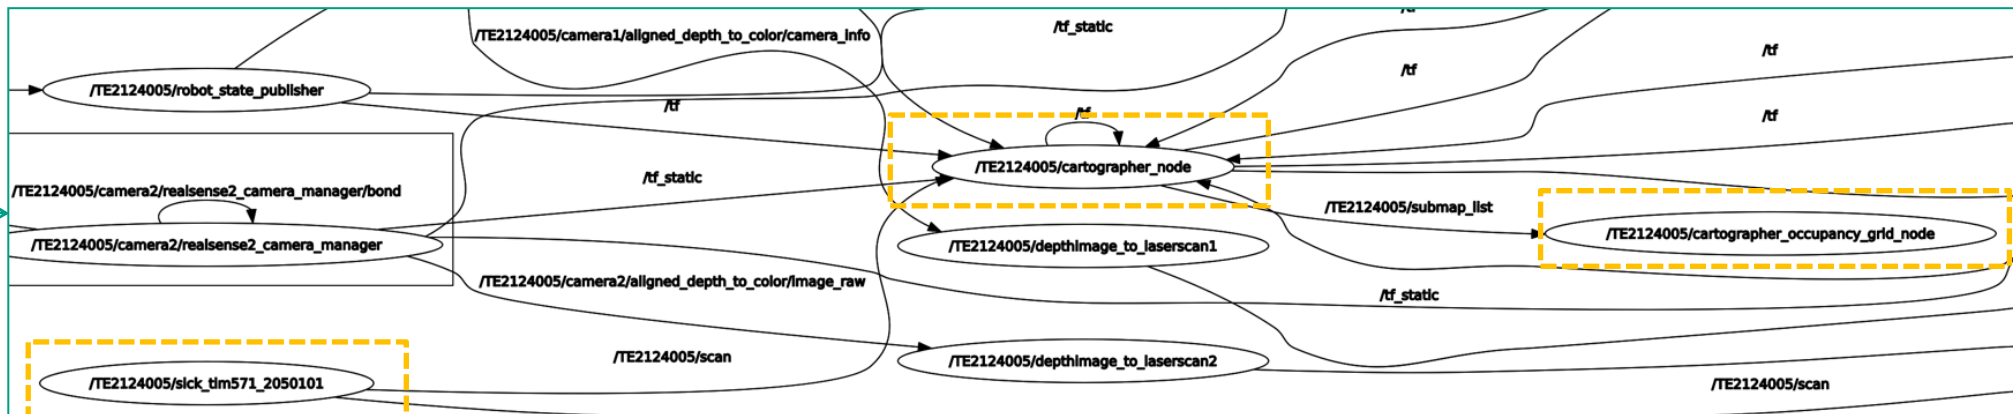 /tf
/tf_static
/TE2124005/camera1/aligned_depth_to_color/camera_info
/tf
/tf
/TE2124005/robot_state_publisher
/tf
/tf
/tf
/TE2124005/cartographer_node
/tf_static
/TE2124005/camera2/realsense2_camera_manager/bond
/TE2124005/submap_list
/TE2124005/cartographer_occupancy_grid_node
/TE2124005/camera2/realsense2_camera_manager
/TE2124005/depthimage_to_laserscan1
/TE2124005/camera2/aligned_depth_to_color/image_raw
/tf_static
/TE2124005/scan
/TE2124005/depthimage_to_laserscan2
/TE2124005/sick_tim571_2050101
/TE2124005/scan